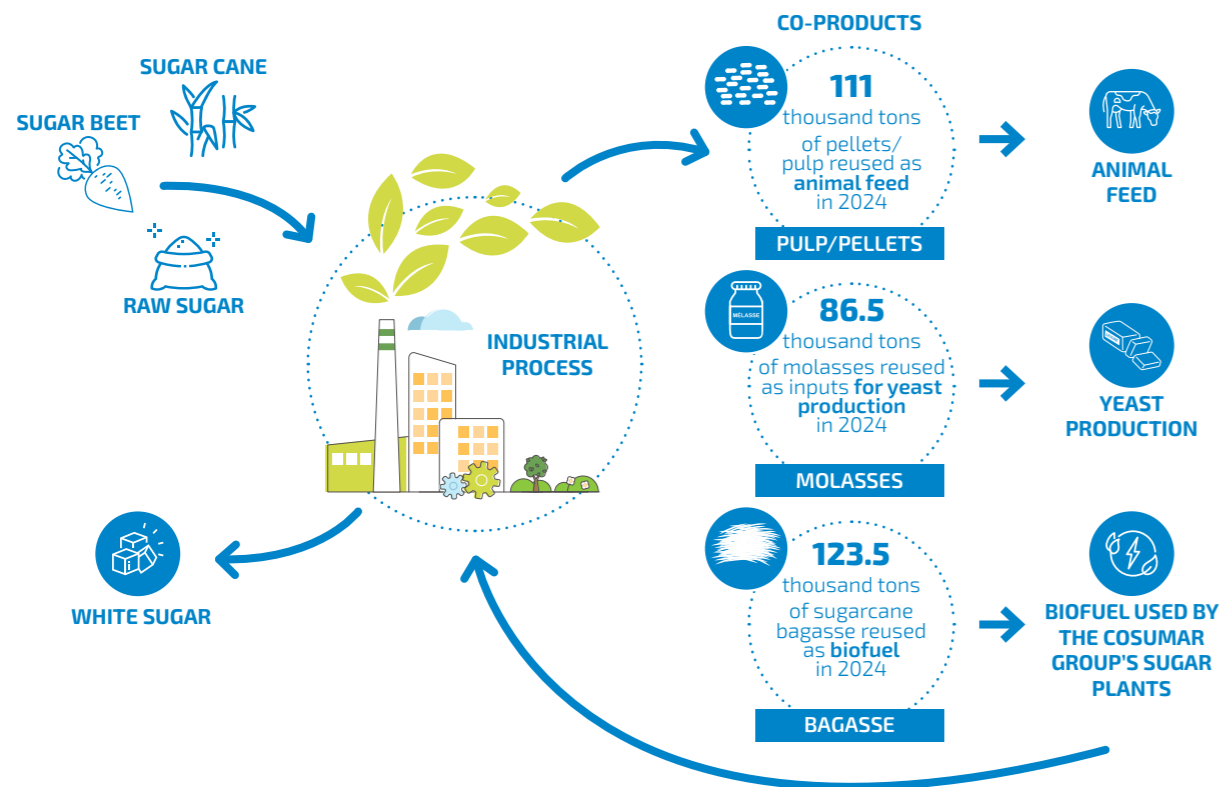 SUGAR CANE
SUGAR BEET
RAW SUGAR
INDUSTRIAL
PROCESS
WHITE SUGAR
CO-PRODUCTS
111
thousand tons
of pellets/
pulp reused as
animal feed
in 2024
PULP/PELLETS
ANIMAL
FEED
MÉLASSE
86.5
thousand tons
of molasses reused
as inputs for yeast
production
in 2024
MOLASSES
YEAST
PRODUCTION
123.5
thousand tons
of sugarcane
bagasse reused
as biofuel
in 2024
BAGASSE
BIOFUEL USED BY
THE COSUMAR
GROUP'S SUGAR
PLANTS